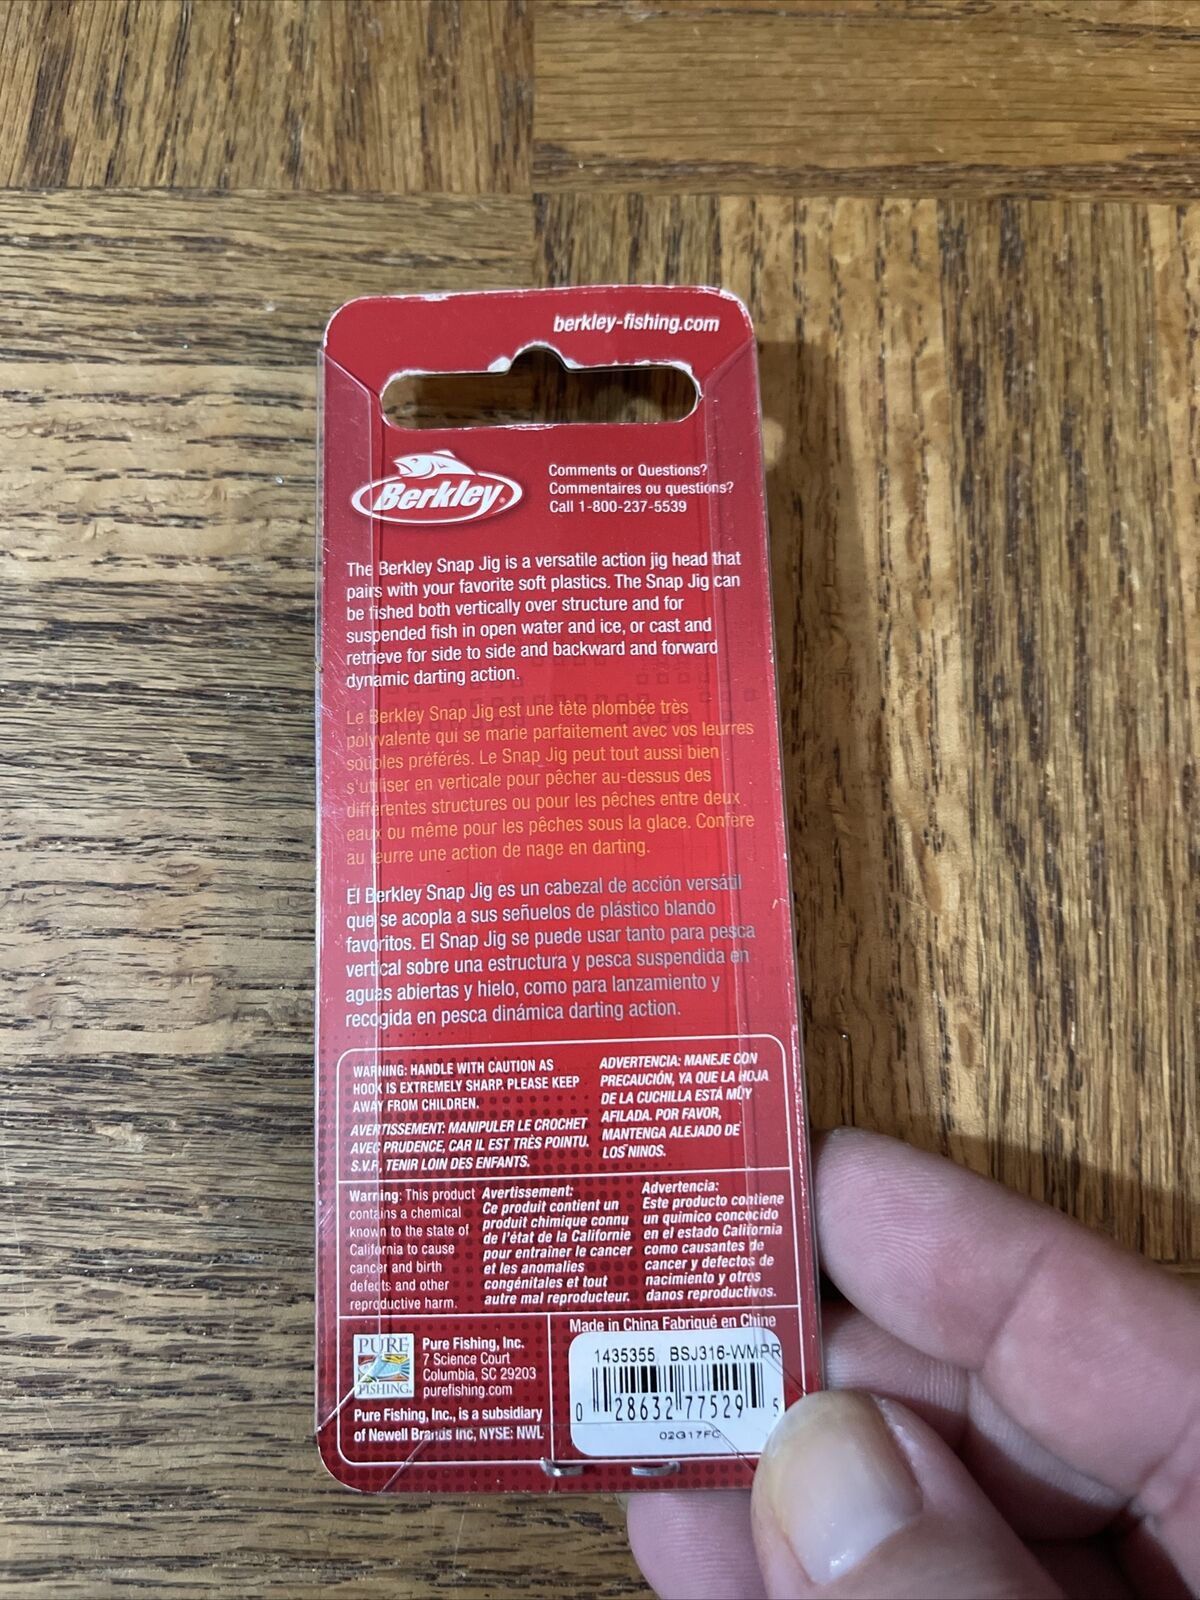 berkley-fishing.com
Berkley
Comments or Questions?
Commentaires ou questions?
Call 1-800-237-5539
The Berkley Snap Jig is a versatile action jig head that
pairs with your favorite soft plastics. The Snap Jig can
be fished both vertically over structure and for
suspended fish in open water and ice, or cast and
retrieve for side to side and backward and forward
dynamic darting action.
Le Berkley Snap Jig est une tête plombée très
polyvalente qui se marie parfaitement avec vos leurres
souples préférés. Le Snap Jig peut tout aussi bien
s'utiliser en verticale pour pêcher au-dessus des
différentes structures ou pour les pêches entre deux
eaux ou même pour les pêches sous la glace. Confère
au leurre une action de nage en darting.
El Berkley Snap Jig es un cabezal de acción versátil
que se acopla a sus señuelos de plástico blando
favoritos. El Snap Jig se puede usar tanto para pesca
vertical sobre una estructura y pesca suspendida en
aguas abiertas y hielo, como para lanzamiento y
recogida en pesca dinámica darting action.
WARNING: HANDLE WITH CAUTION AS
HOOK IS EXTREMELY SHARP. PLEASE KEEP
AWAY FROM CHILDREN.
AVERTISSEMENT: MANIPULER LE CROCHET
AVEC PRUDENCE, CAR IL EST TRÈS POINTU.
S.V.P., TENIR LOIN DES ENFANTS.
ADVERTENCIA: MANEJE CON
PRECAUCIÓN, YA QUE LA HOJA
DE LA CUCHILLA ESTÁ MUY
AFILADA. POR FAVOR,
MANTENGA ALEJADO DE
LOS NINOS.
Warning: This product
contains a chemical
known to the state of
California to cause
cancer and birth
defects and other
reproductive harm.
Avertissement:
Ce produit contient un
produit chimique connu
de l'état de la Californie
pour entraîner le cancer
et les anomalies
congénitales et tout
autre mal reproducteur.
Advertencia:
Este producto contiene
un quimico concocido
en el estado California
como causantes de
cancer y defectos de
nacimiento y otros
danos reproductivos.
PURE
FISHING.
Pure Fishing, Inc.
7 Science Court
Columbia, SC 29203
purefishing.com
Pure Fishing, Inc., is a subsidiary
of Newell Brands Inc, NYSE: NWL
Made in China Fabriqué en Chine
1435355 BSJ316-WMPR
0 28632 77529 5
02G17FC